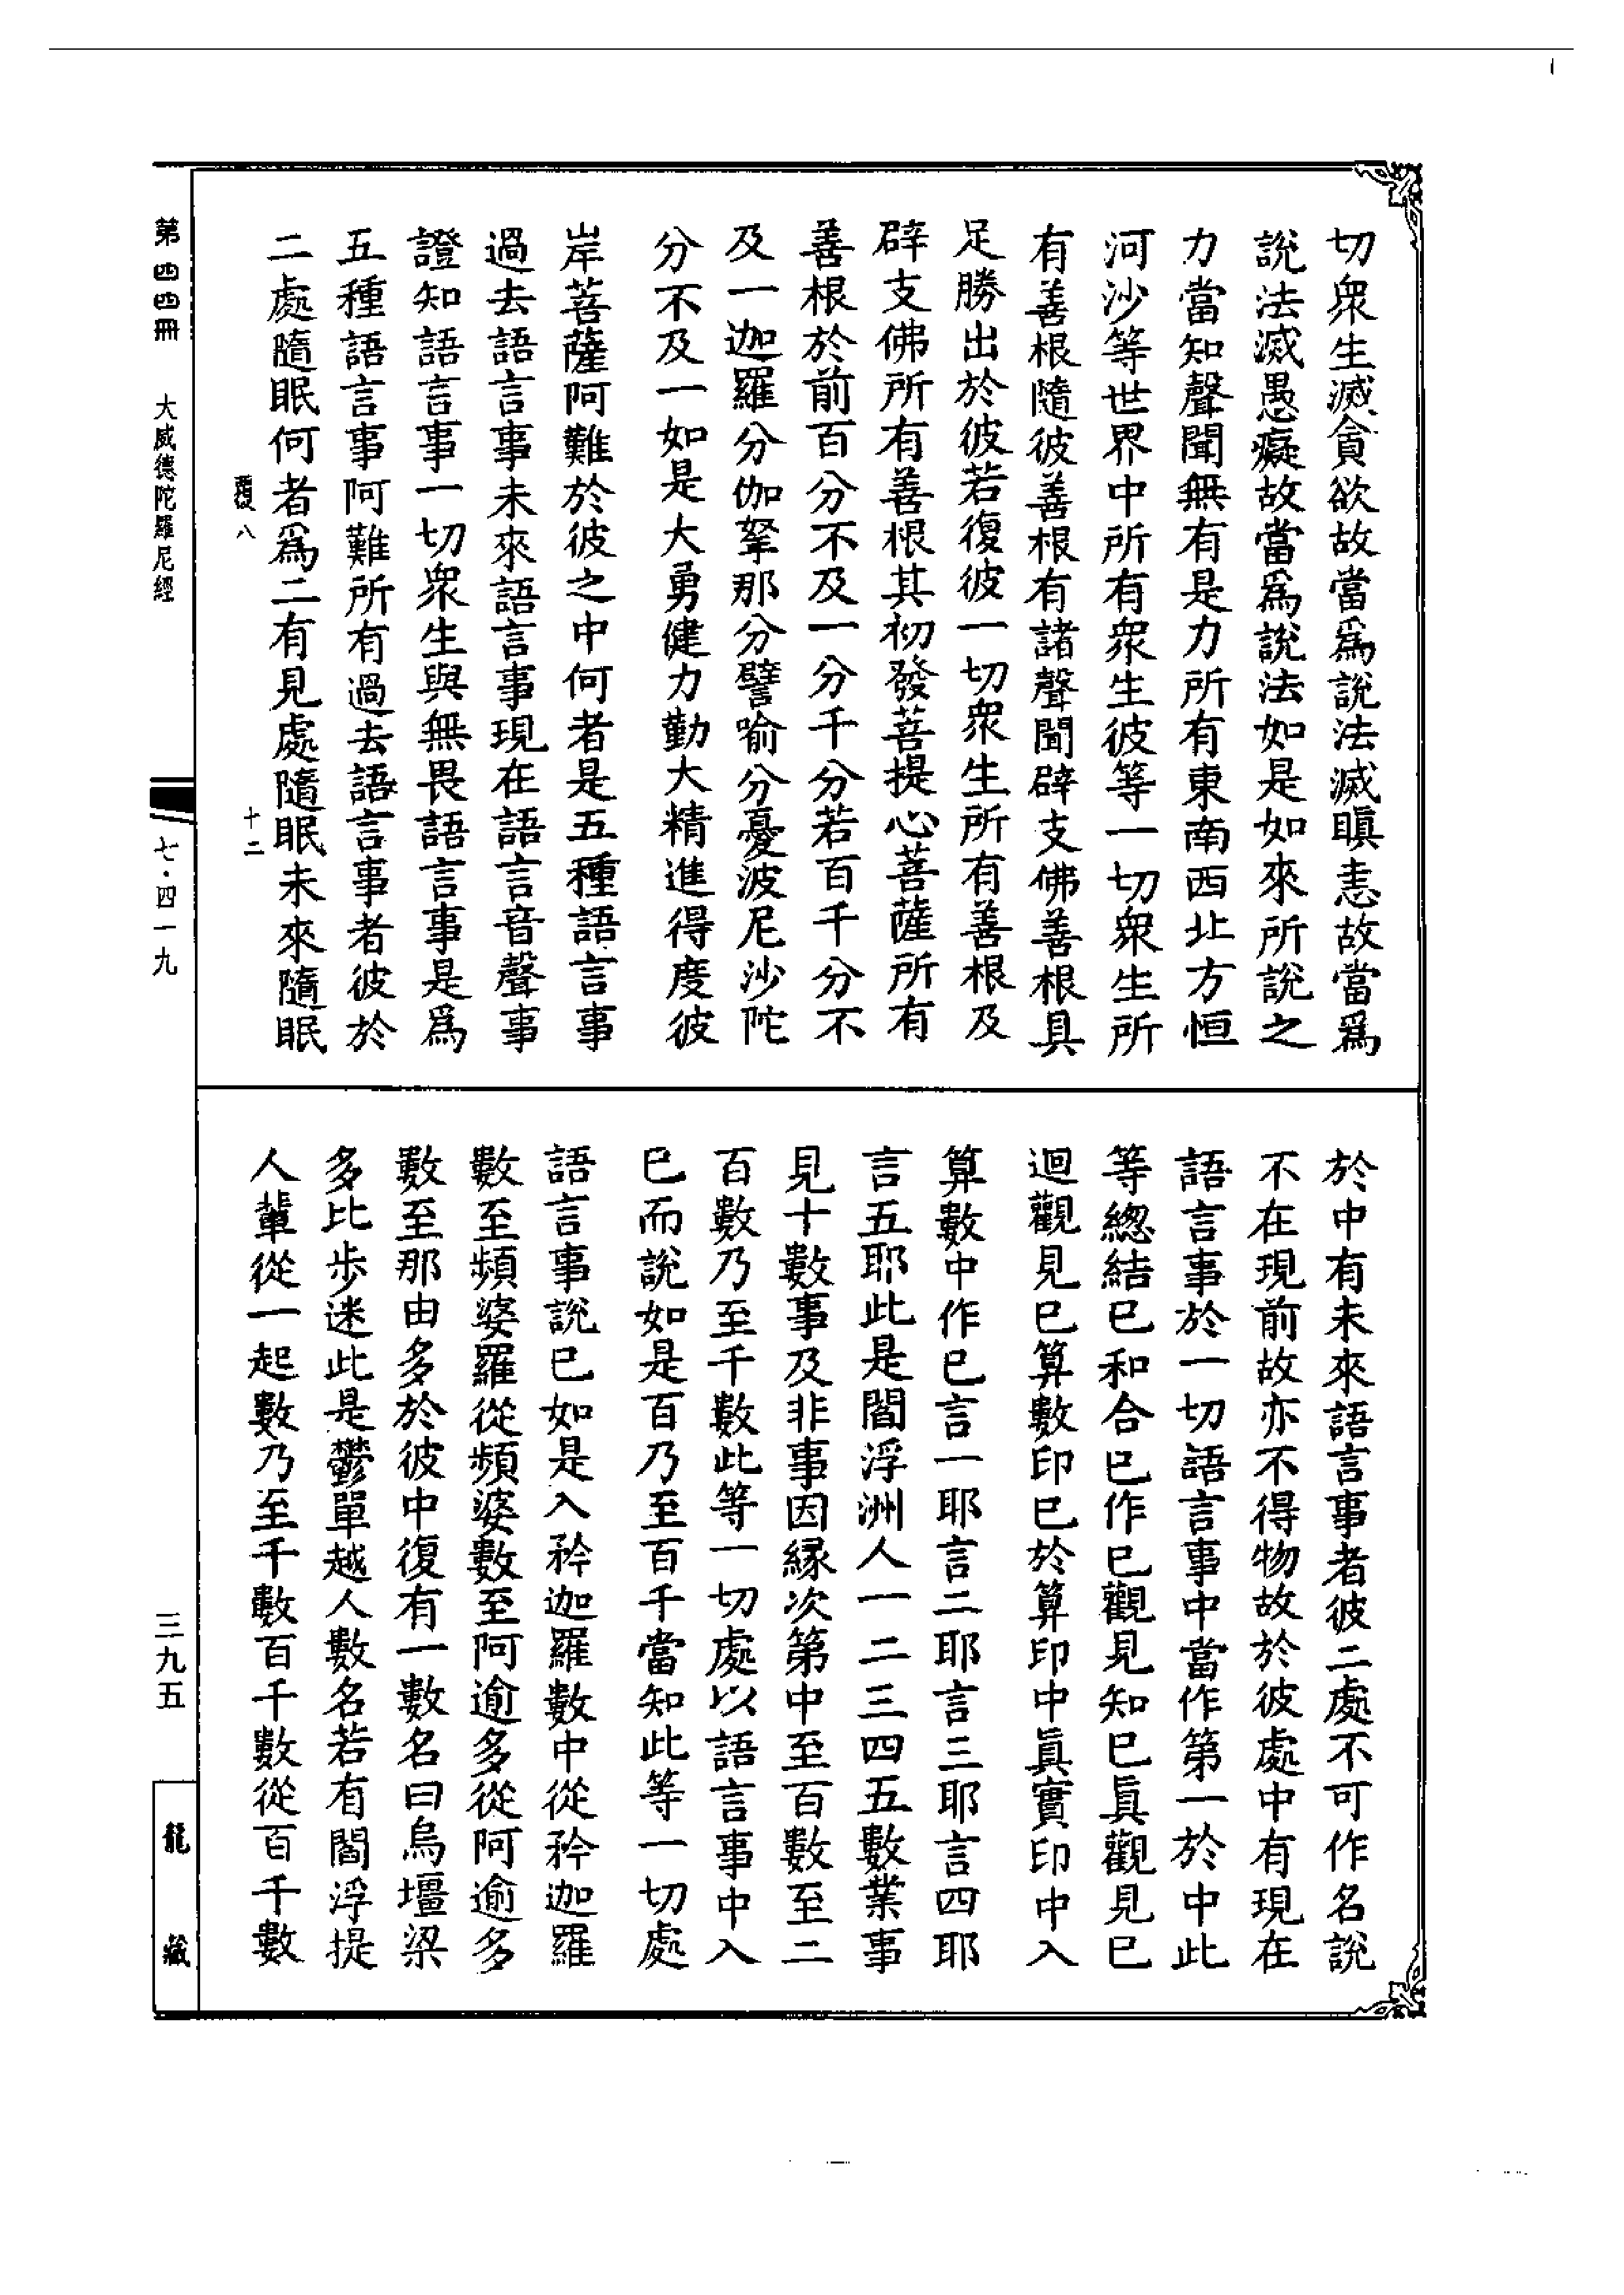 切衆生滅貪欲故當爲說法滅瞋恚故當爲
說法滅愚癡故當爲說法如是如來所說之
力當知聲聞無有是力所有東南西北方恒
河沙等世界中所有衆生彼等一切衆生所
有善根隨彼善根有諸聲聞辟支佛善根具
足勝出於彼若復彼一切衆生所有善根及
辟支佛所有善根其初發菩提心菩薩所有
善根於前百分不及一分千分若百千分不
及一迦羅分伽拏那分譬喻分憂波尼沙陀
分不及一如是大勇健力勤大精進得度彼
岸菩薩阿難於彼之中何者是五種語言事
過去語言事未來語言事現在語言音聲事
證知語言事一切衆生與無畏語言事是爲
五種語言事阿難所有過去語言事者彼於
二處隨眠何者爲二有見處隨眠未來隨眠
於中有未來語言事者彼二處不可作名說
不在現前故亦不得物故於彼處中有現在
語言事於一切語言事中當作第一於中此
等總結已和合已作已觀見知已眞觀見已
迴觀見已算數印已於算印中眞實印中入
算數中作已言一耶言二耶言三耶言四耶
言五耶此是閻浮洲人一二三四五數業事
見十數事及非事因緣次第中至百數至二
百數乃至千數此等一切處以語言事中入
已而說如是百乃至百千當知此等一切處
語言事說已如是入矜迦羅數中從矜迦羅
數至頻婆羅從頻婆數至阿逾多從阿逾多
數至那由多於彼中復有一數名曰烏壇梁
多比步迷此是鬱單越人數名若有閻浮提
人輩從一起數乃至千數百千數從百千數
第四四冊
大威德陀羅尼經
覆八
十二
七·四一九
三九五
龍藏